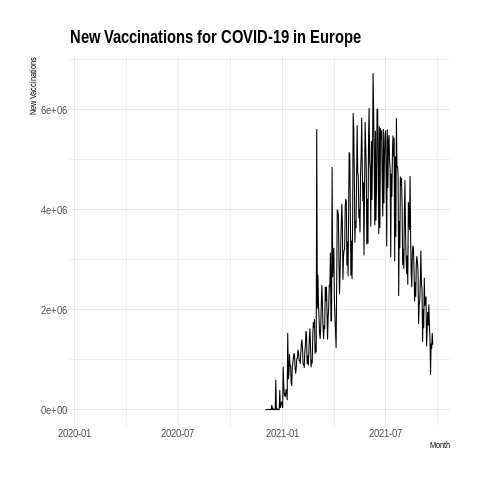 New Vaccinations for COVID-19 in Europe
New Vaccinations
6e+06
4e+06
2e+06
0e+00
2020-01 2020-07 2021-01 2021-07
Month